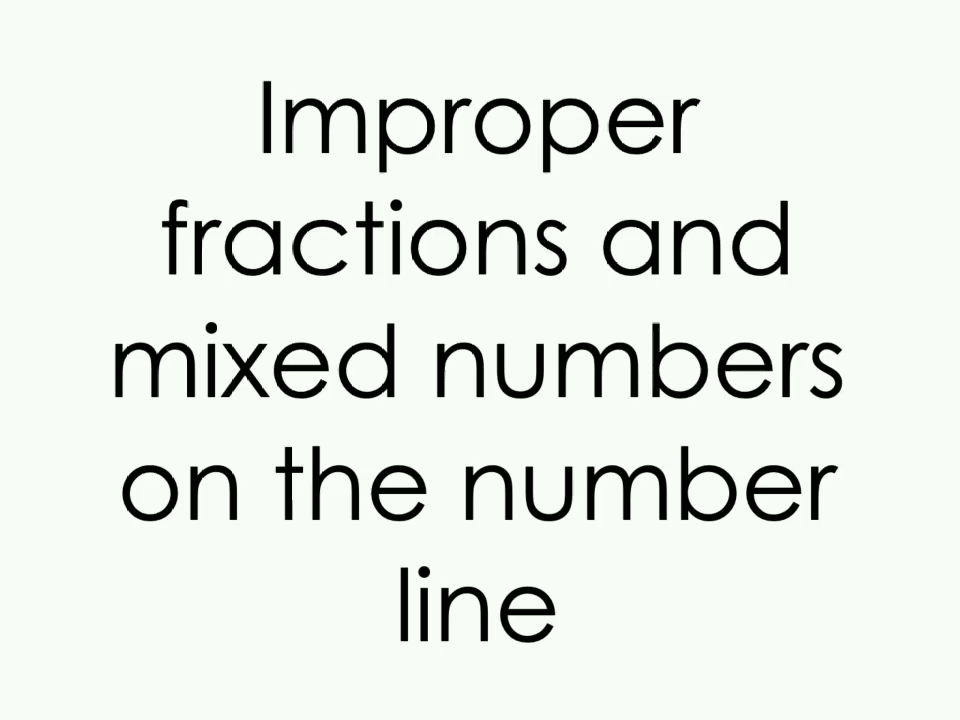 Improper
fractions and
mixed numbers
on the number
line